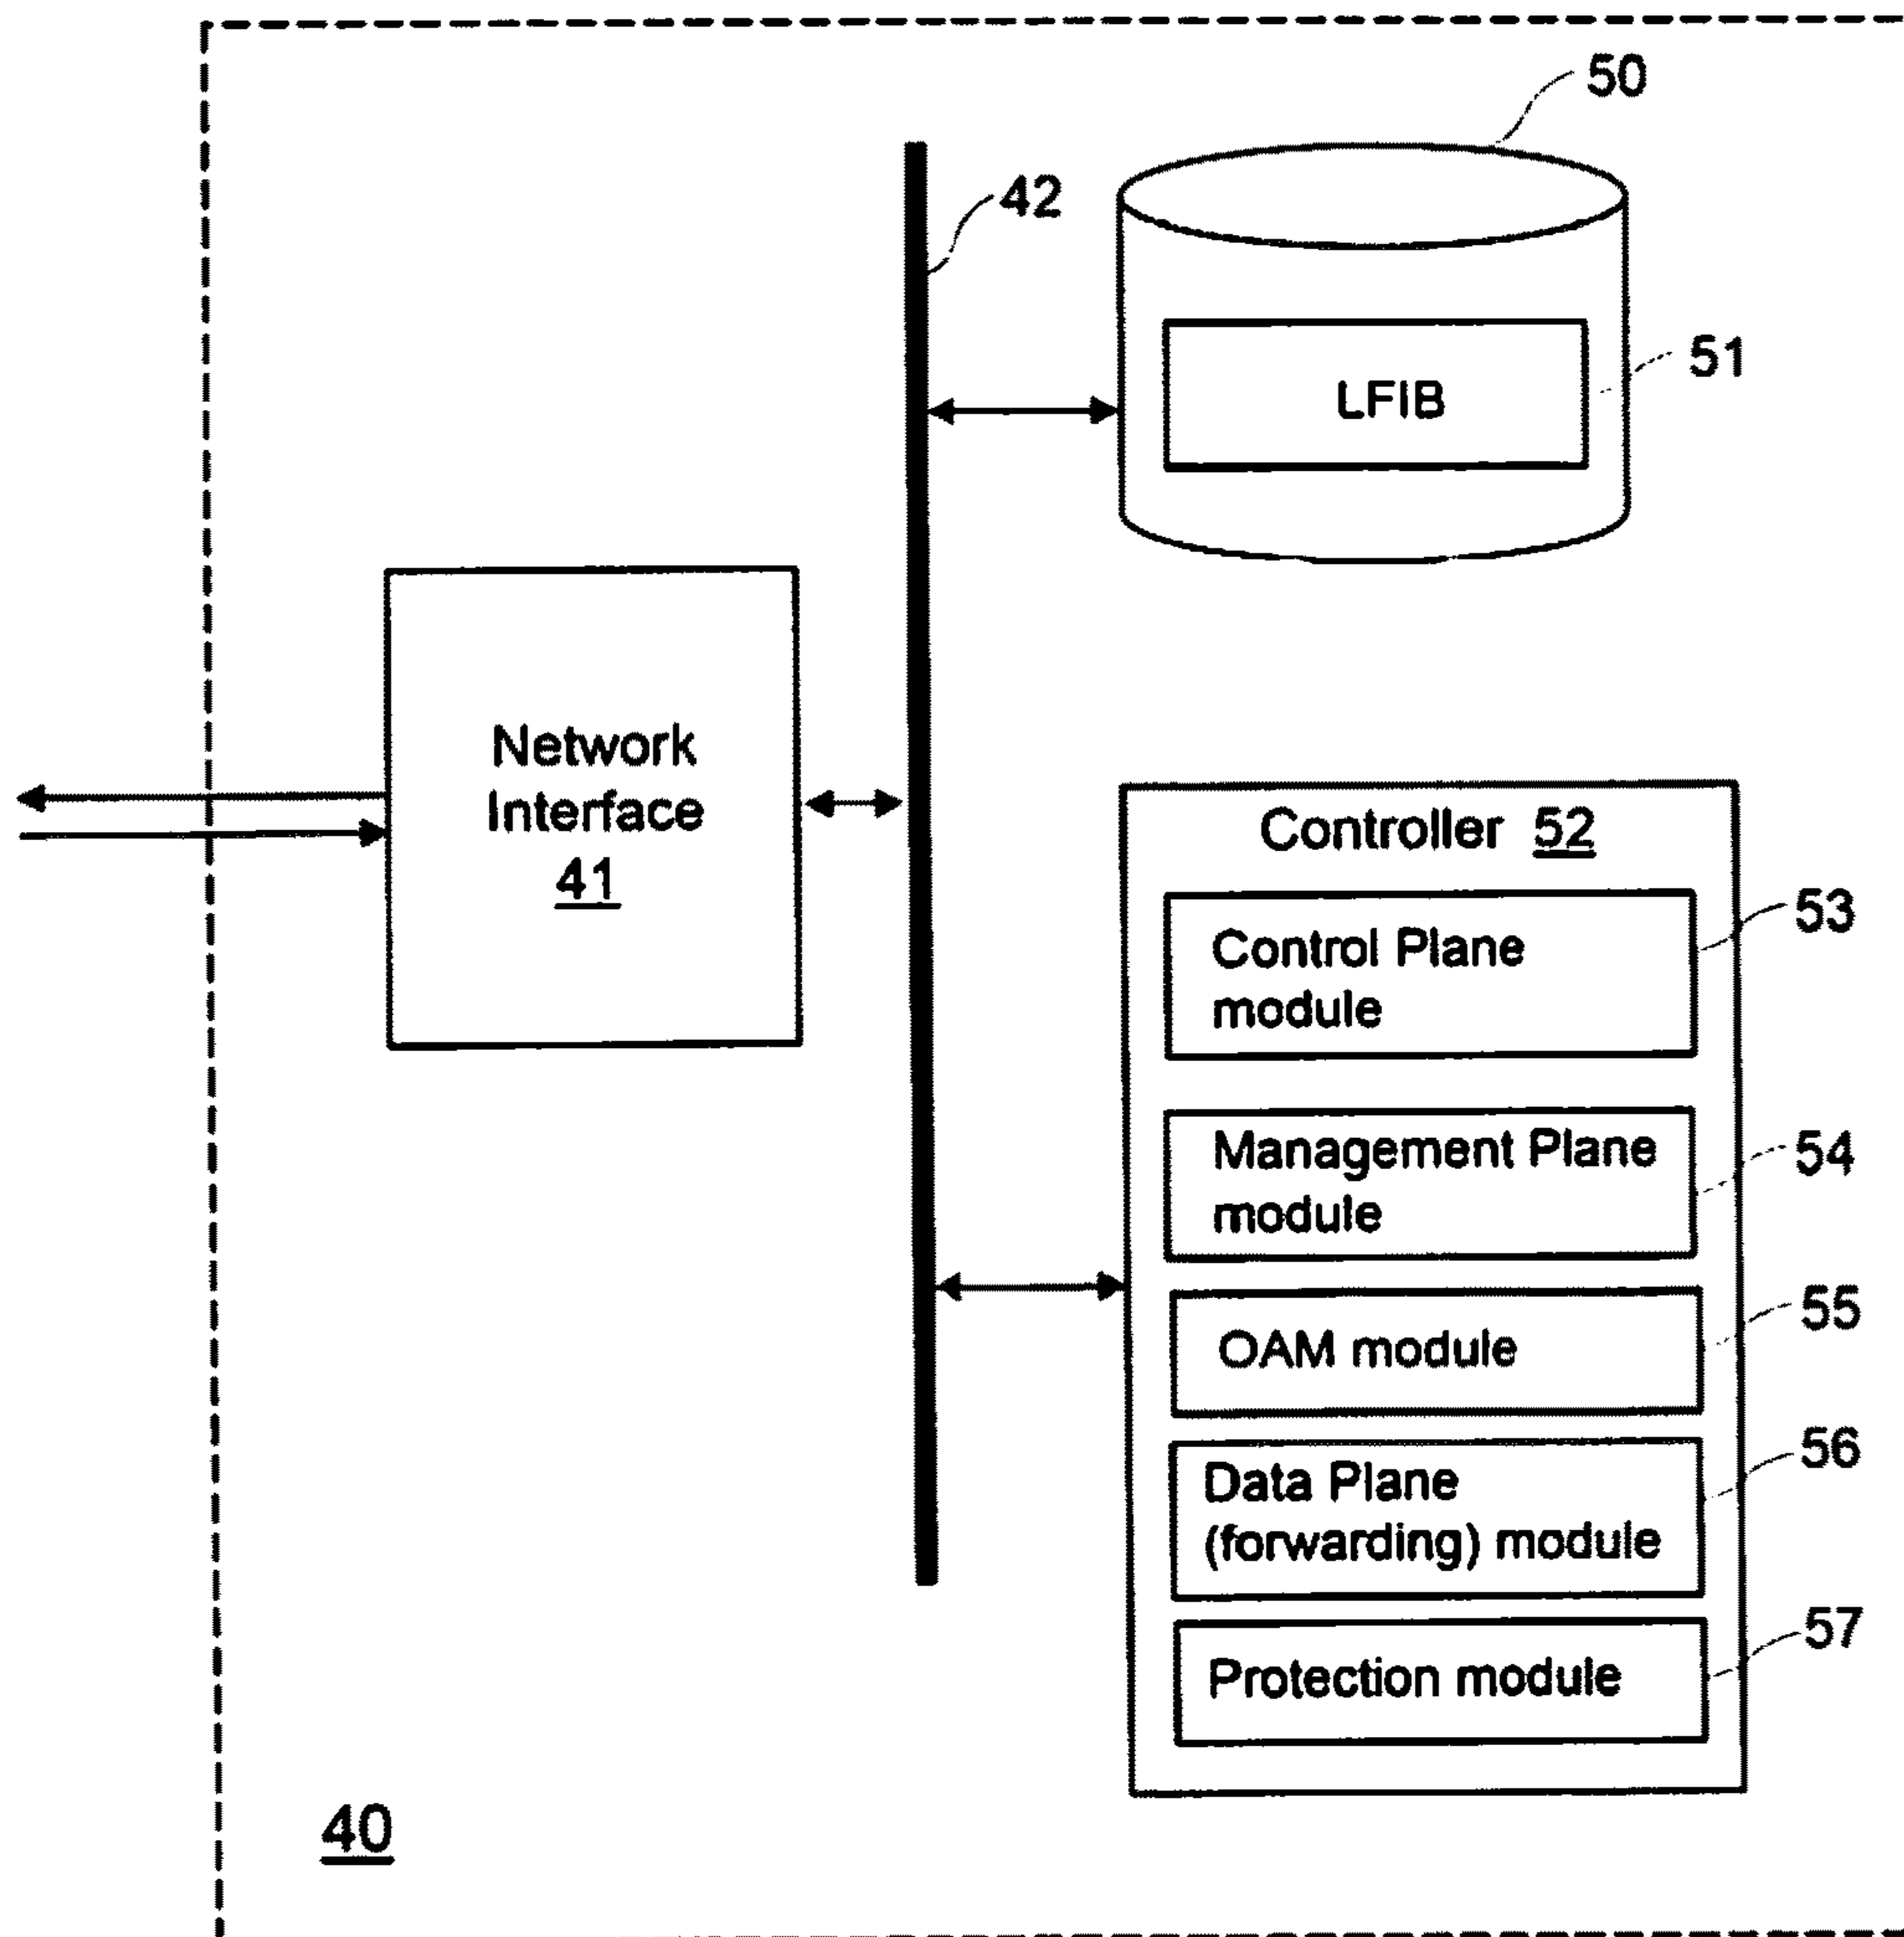 50
42
51
LFIB
Network
Interface
41
Controller 52
53
Control Plane
module
54
Management Plane
module
55
OAM module
56
Data Plane
(forwarding) module
57
Protection module
40